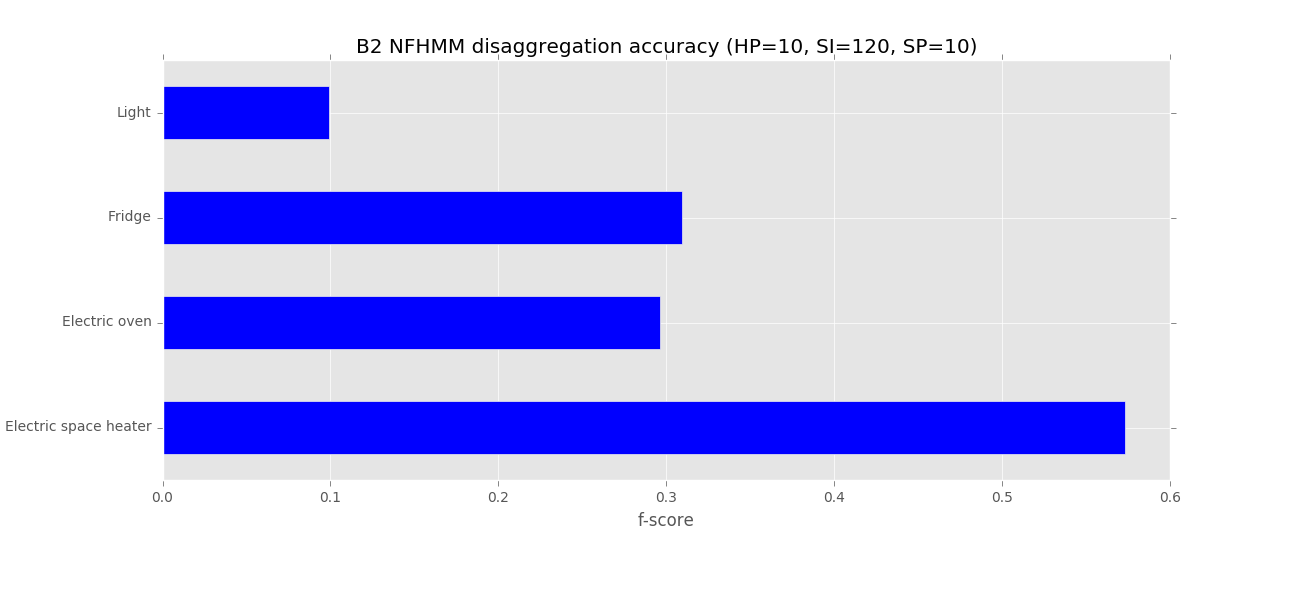 B2 NFHMM disaggregation accuracy (HP=10, SI=120, SP=10)
Light
Fridge
Electric oven
Electric space heater
0.0 0.1 0.2 0.3 0.4 0.5 0.6
f-score